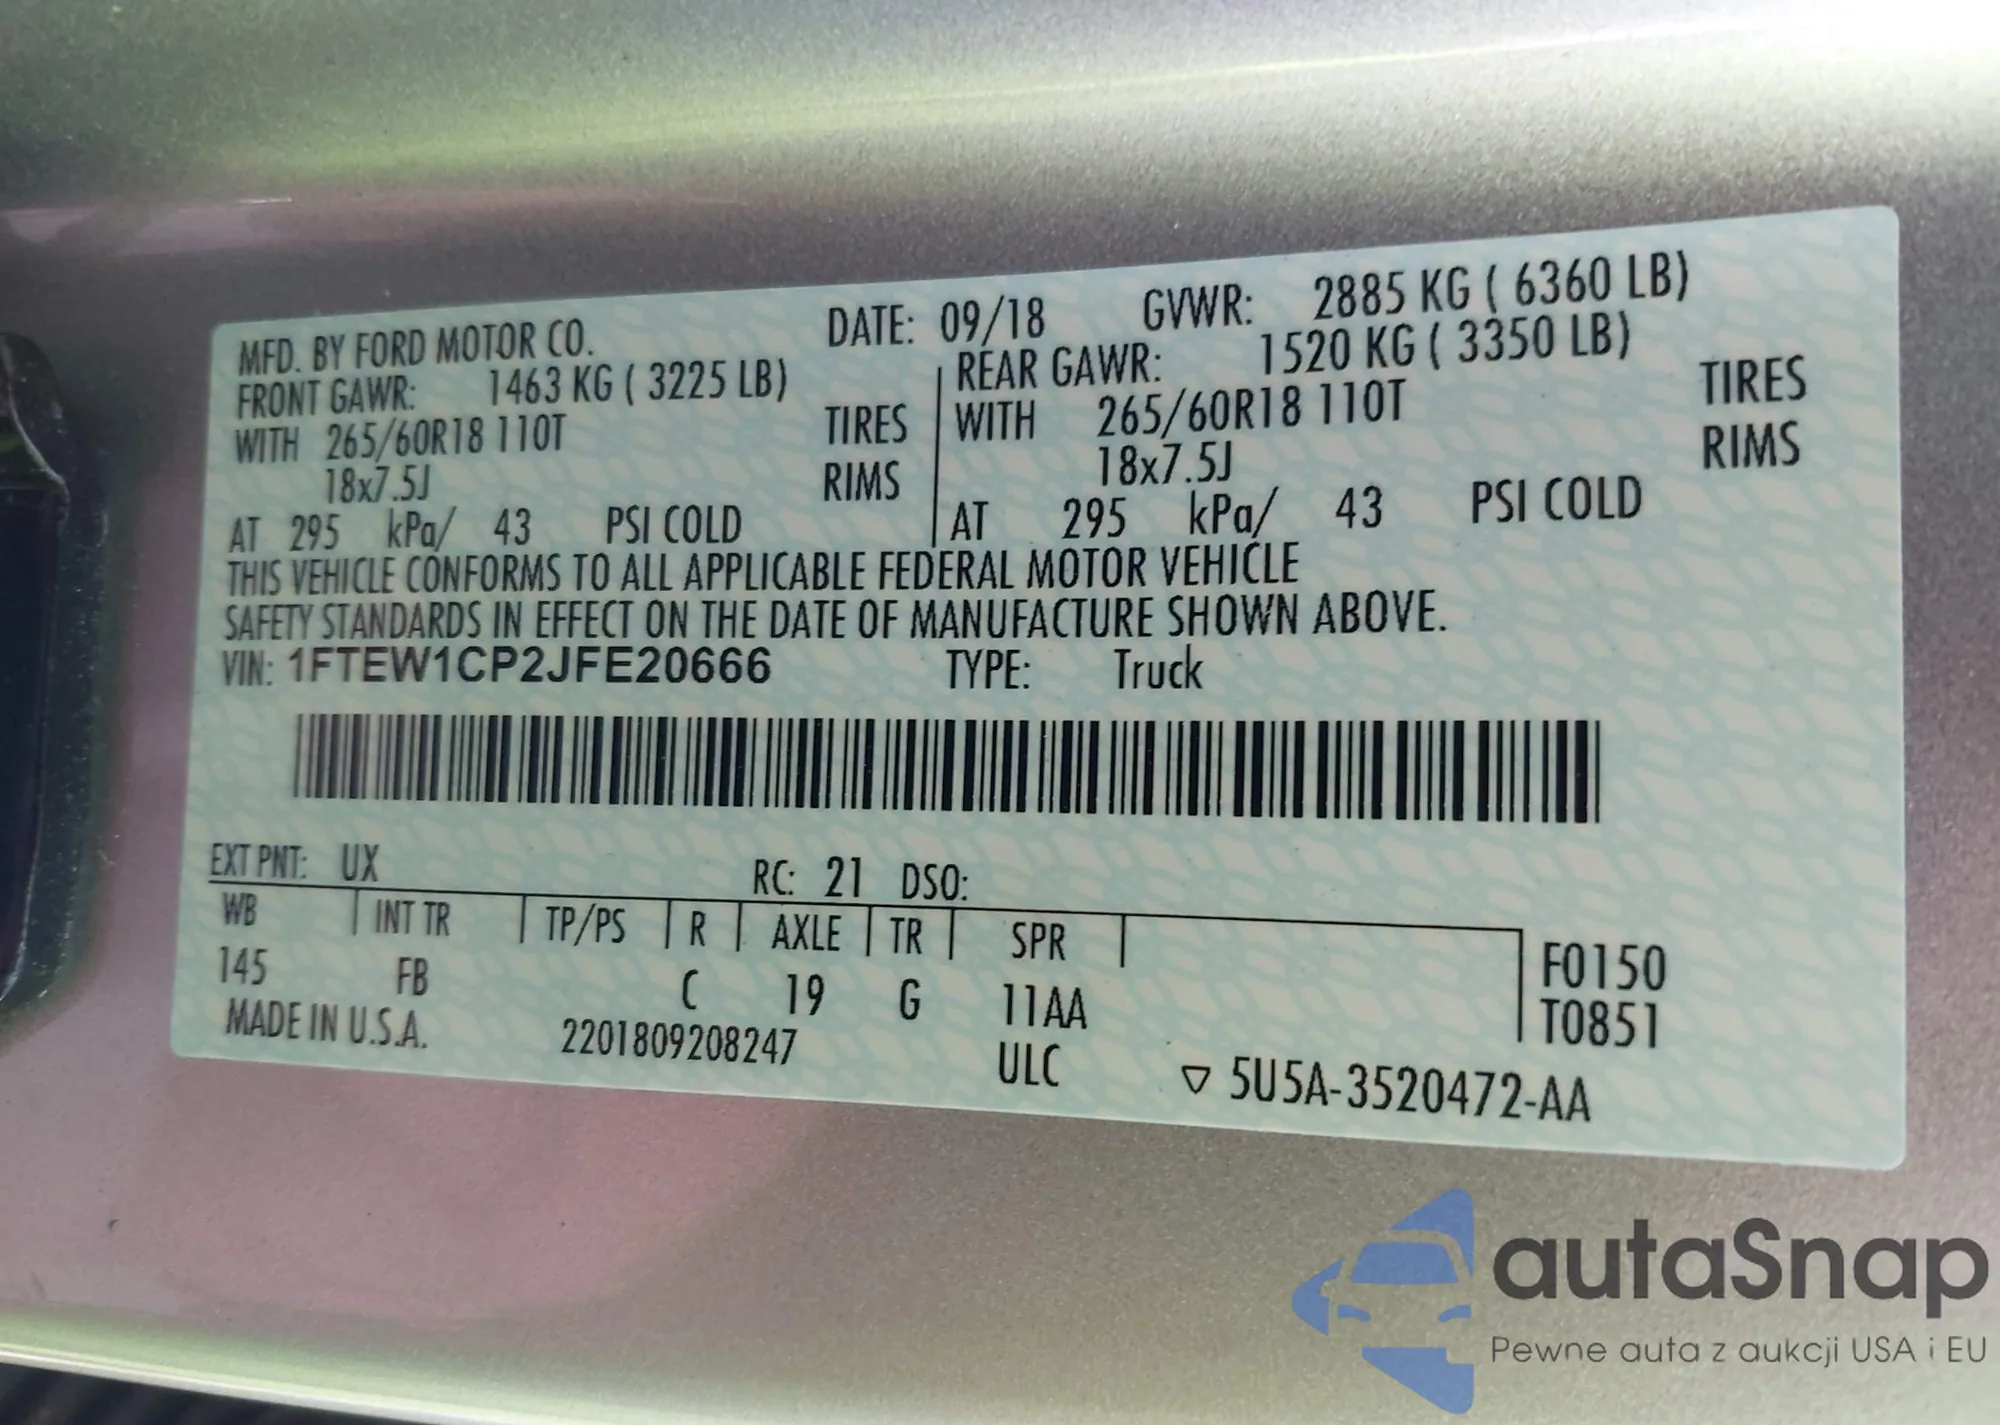 MFD. BY FORD MOTOR CO. DATE: 09/18 GVWR: 2885 KG ( 6360 LB)
FRONT GAWR: 1463 KG ( 3225 LB) REAR GAWR: 1520 KG ( 3350 LB)
WITH 265/60R18 110T TIRES WITH 265/60R18 110T TIRES
18x7.5J RIMS 18x7.5J RIMS
AT 295 kPa/ 43 PSI COLD AT 295 kPa/ 43 PSI COLD
THIS VEHICLE CONFORMS TO ALL APPLICABLE FEDERAL MOTOR VEHICLE
SAFETY STANDARDS IN EFFECT ON THE DATE OF MANUFACTURE SHOWN ABOVE.
VIN: 1FTEW1CP2JFE20666 TYPE: Truck
EXT PNT: UX RC: 21 DSO:
WB INT TR TP/PS R AXLE TR SPR F0150
145 FB C 19 G 11AA T0851
MADE IN U.S.A. 2201809208247 ULC ▽ 5U5A-3520472-AA
autaSnap
Pewne auta z aukcji USA i EU